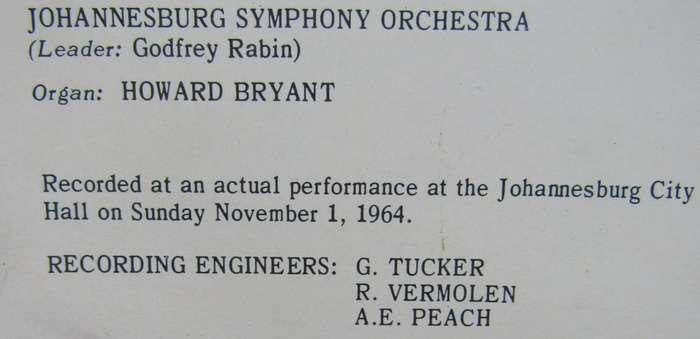 JOHANNESBURG SYMPHONY ORCHESTRA
(Leader: Godfrey Rabin)
Organ: HOWARD BRYANT
Recorded at an actual performance at the Johannesburg City
Hall on Sunday November 1, 1964.
RECORDING ENGINEERS: G. TUCKER
R. VERMOLEN
A.E. PEACH